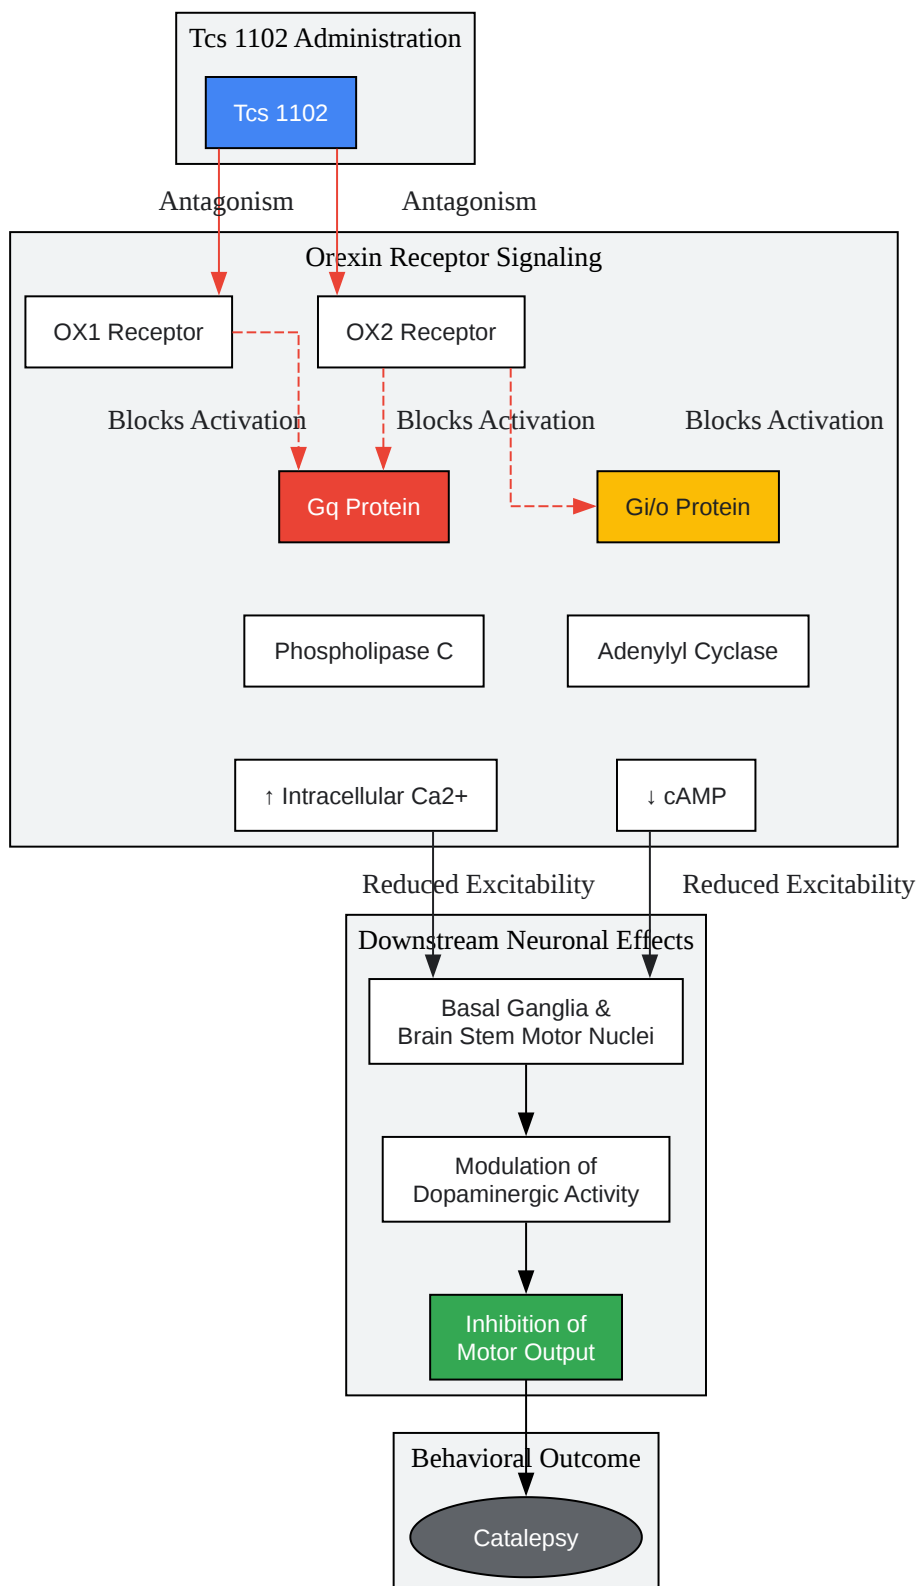 Tcs 1102 Administration
Tcs 1102
Antagonism
Antagonism
Orexin Receptor Signaling
OX1 Receptor
OX2 Receptor
Blocks Activation
Blocks Activation
Blocks Activation
Gq Protein
Gi/o Protein
Phospholipase C
Adenylyl Cyclase
↑ Intracellular Ca2+
↓ cAMP
Reduced Excitability
Reduced Excitability
Downstream Neuronal Effects
Basal Ganglia &
Brain Stem Motor Nuclei
Modulation of
Dopaminergic Activity
Inhibition of
Motor Output
Behavioral Outcome
Catalepsy